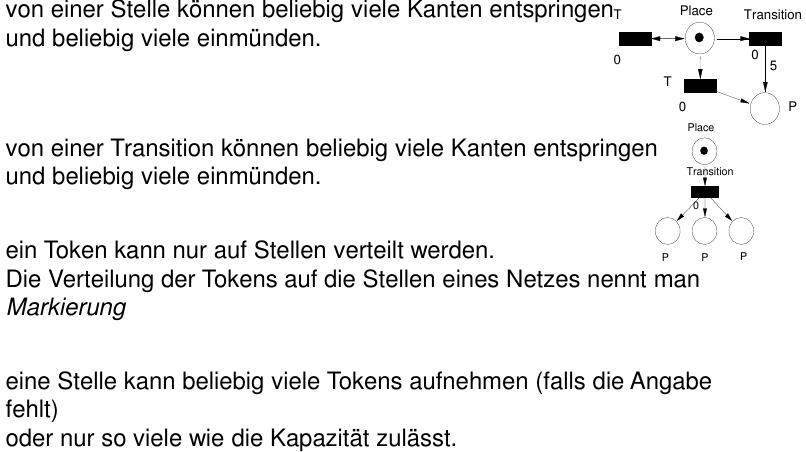 von einer Stelle können beliebig viele Kanten entspringen
und beliebig viele einmünden.
T
Place
Transition
0
0
5
T
0
P
von einer Transition können beliebig viele Kanten entspringen
und beliebig viele einmünden.
Place
Transition
0
P
P
P
ein Token kann nur auf Stellen verteilt werden.
Die Verteilung der Tokens auf die Stellen eines Netzes nennt man
Markierung
eine Stelle kann beliebig viele Tokens aufnehmen (falls die Angabe
fehlt)
oder nur so viele wie die Kapazität zulässt.